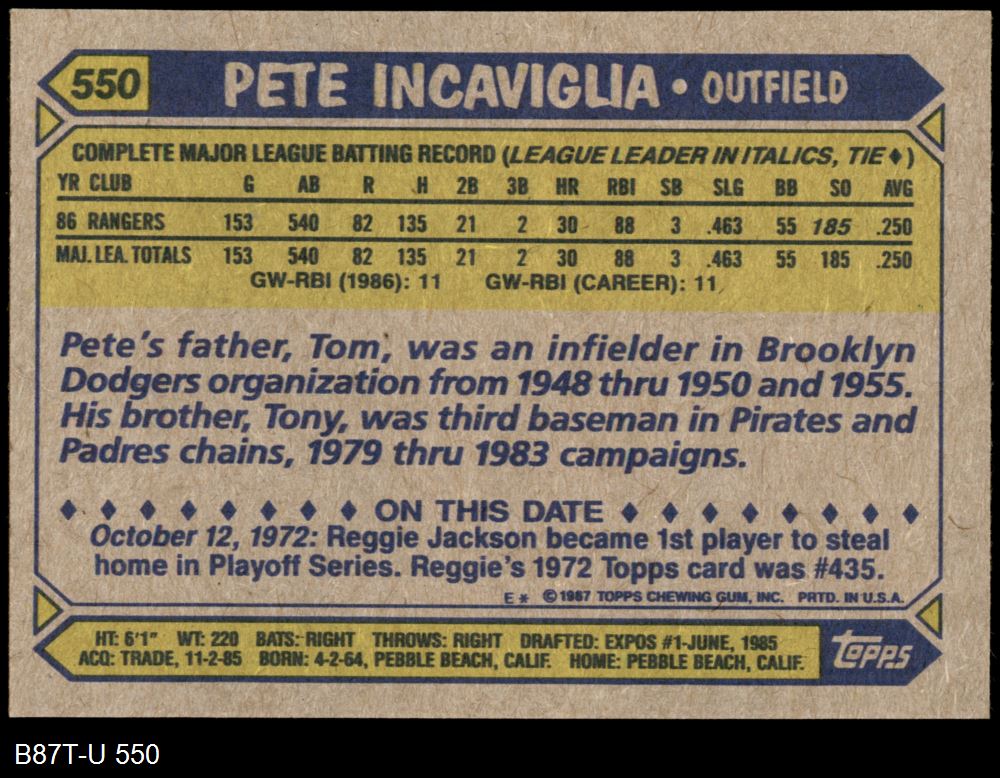 550 PETE INCAVIGLIA • OUTFIELD
COMPLETE MAJOR LEAGUE BATTING RECORD (LEAGUE LEADER IN ITALICS, TIE ♦)
YR CLUB G AB R H 2B 3B HR RBI SB SLG BB SO AVG
86 RANGERS 153 540 82 135 21 2 30 88 3 .463 55 185 .250
MAJ. LEA. TOTALS 153 540 82 135 21 2 30 88 3 .463 55 185 .250
GW-RBI (1986): 11 GW-RBI (CAREER): 11
Pete's father, Tom, was an infielder in Brooklyn
Dodgers organization from 1948 thru 1950 and 1955.
His brother, Tony, was third baseman in Pirates and
Padres chains, 1979 thru 1983 campaigns.
♦ ♦ ♦ ♦ ♦ ♦ ♦ ♦ ON THIS DATE ♦ ♦ ♦ ♦ ♦ ♦ ♦ ♦
October 12, 1972: Reggie Jackson became 1st player to steal
home in Playoff Series. Reggie's 1972 Topps card was #435.
E* ©1987 TOPPS CHEWING GUM, INC. PRTD. IN U.S.A.
HT: 6'1" WT: 220 BATS: RIGHT THROWS: RIGHT DRAFTED: EXPOS #1-JUNE, 1985
ACQ: TRADE, 11-2-85 BORN: 4-2-64, PEBBLE BEACH, CALIF. HOME: PEBBLE BEACH, CALIF.
TOPPS
B87T-U 550